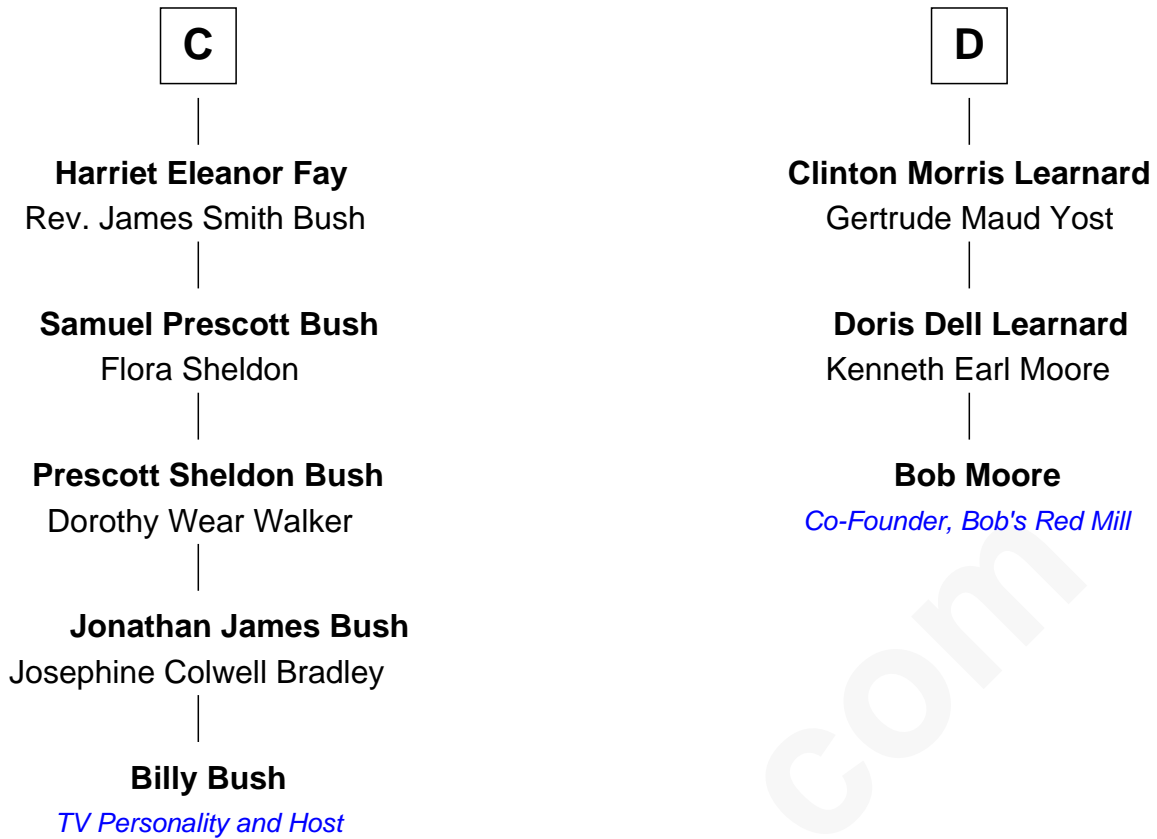 C
Harriet Eleanor Fay
Rev. James Smith Bush
Samuel Prescott Bush
Flora Sheldon
Prescott Sheldon Bush
Dorothy Wear Walker
Jonathan James Bush
Josephine Colwell Bradley
Billy Bush
TV Personality and Host
D
Clinton Morris Learnard
Gertrude Maud Yost
Doris Dell Learnard
Kenneth Earl Moore
Bob Moore
Co-Founder, Bob's Red Mill
com